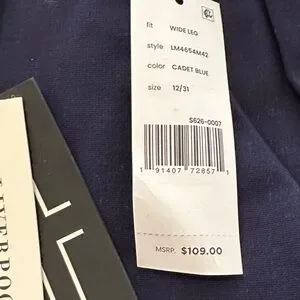 fit WIDE LEG
style LM4654M42
color CADET BLUE
size 12/31
S626-0007
1 91407 72857 1
MSRP. $109.00
LIVERPOO